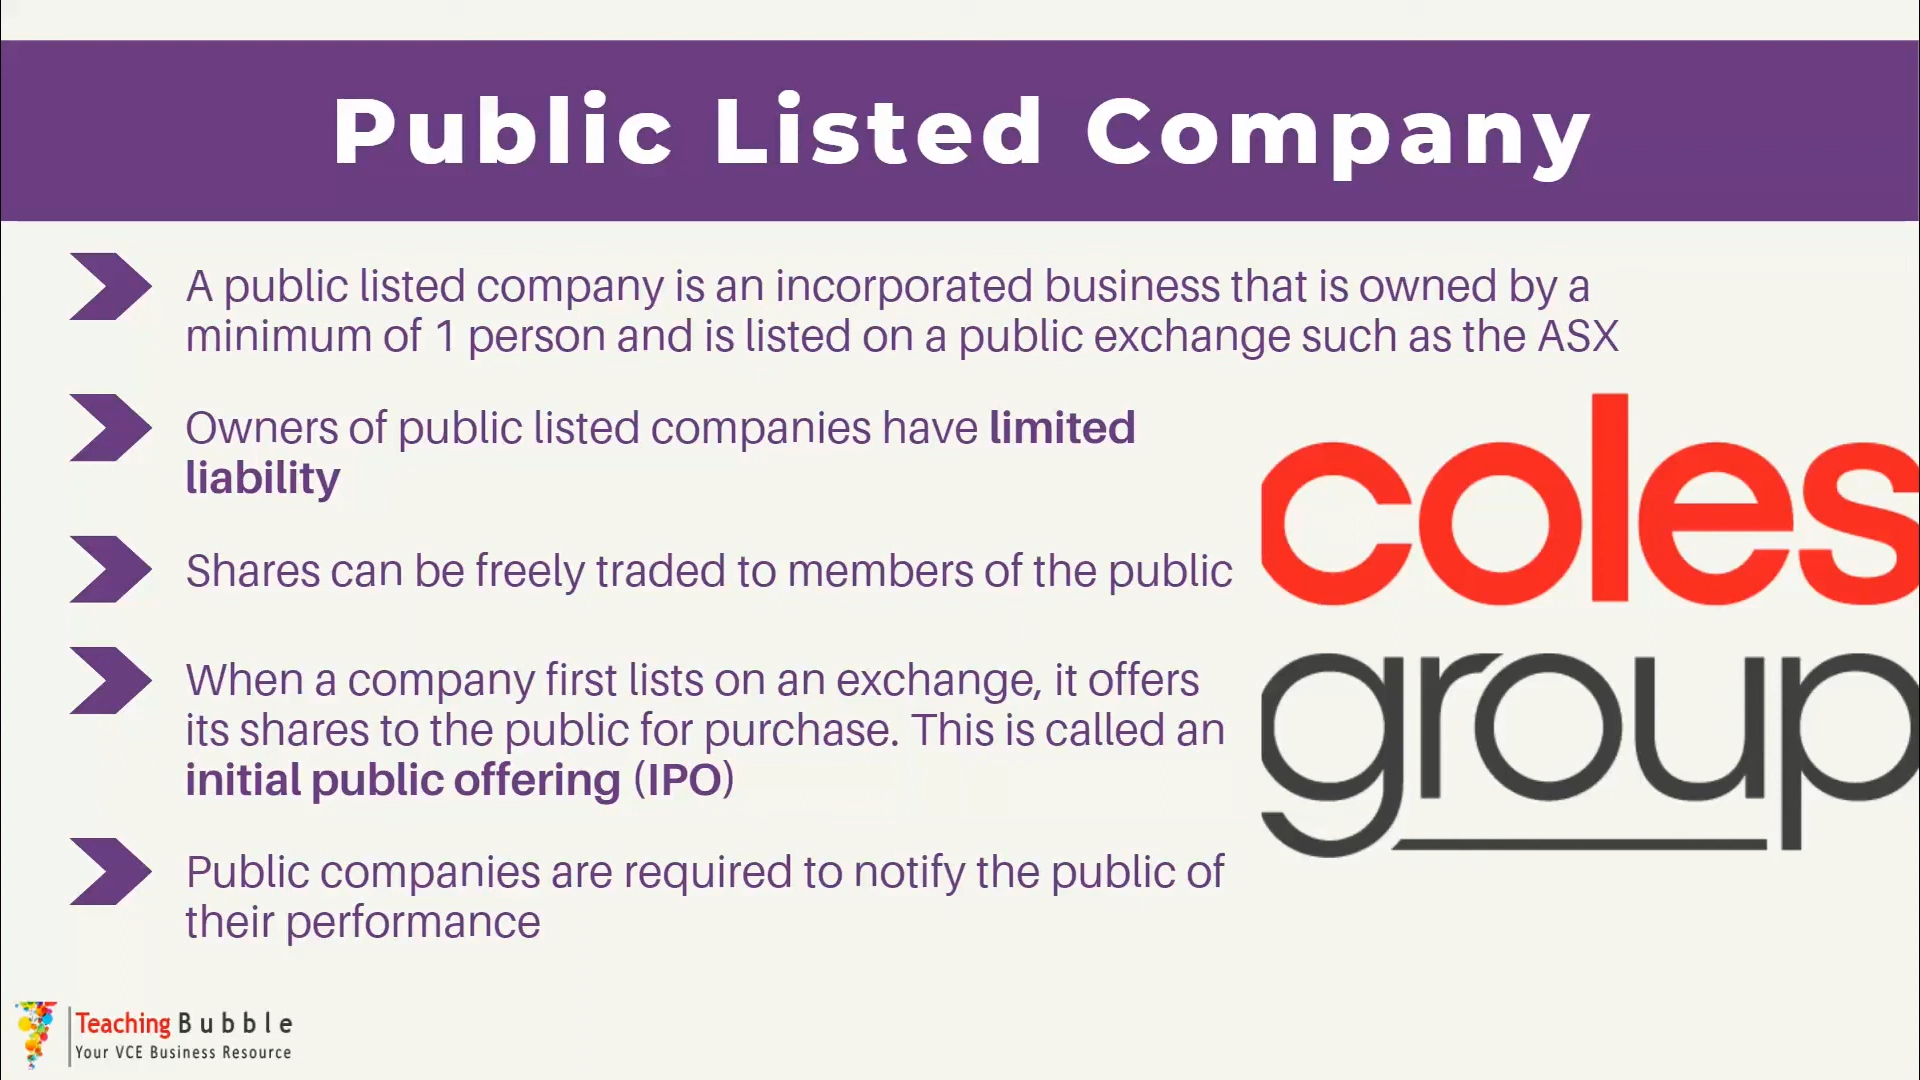 Public Listed Company
A public listed company is an incorporated business that is owned by a
minimum of 1 person and is listed on a public exchange such as the ASX
Owners of public listed companies have limited
liability
Shares can be freely traded to members of the public
When a company first lists on an exchange, it offers
its shares to the public for purchase. This is called an
initial public offering (IPO)
Public companies are required to notify the public of
their performance
coles
group
Teaching Bubble
Your VCE Business Resource